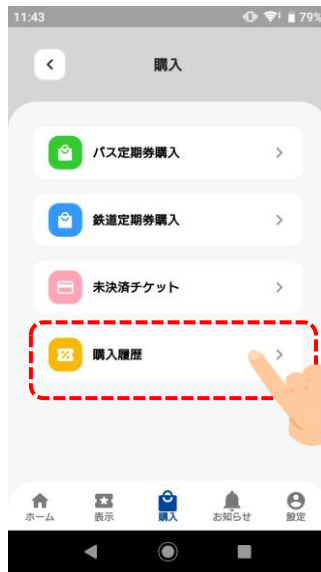 11:43
79%
購入
バス定期券購入
鉄道定期券購入
未決済チケット
購入履歴
ホーム
表示
購入
お知らせ
設定